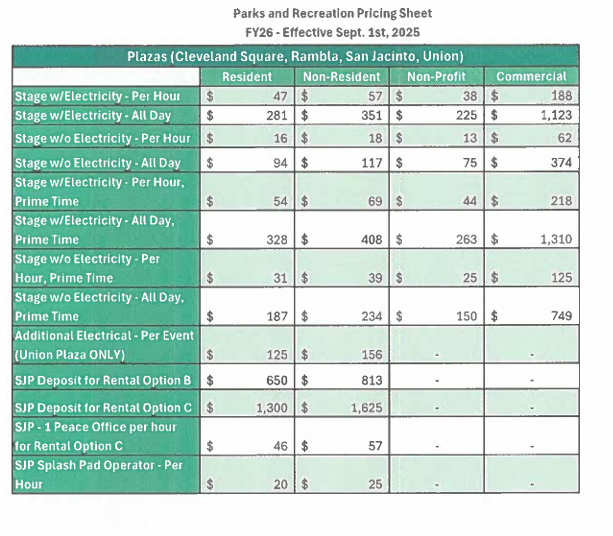 Parks and Recreation Pricing Sheet
FY26 - Effective Sept. 1st, 2025
Plazas (Cleveland Square, Rambla, San Jacinto, Union)
Resident Non-Resident Non-Profit Commercial
Stage w/Electricity - Per Hour $ 47 $ 57 $ 38 $ 188
Stage w/Electricity - All Day $ 281 $ 351 $ 225 $ 1,123
Stage w/o Electricity - Per Hour $ 16 $ 18 $ 13 $ 62
Stage w/o Electricity - All Day $ 94 $ 117 $ 75 $ 374
Stage w/Electricity - Per Hour,
Prime Time $ 54 $ 69 $ 44 $ 218
Stage w/Electricity - All Day,
Prime Time $ 328 $ 408 $ 263 $ 1,310
Stage w/o Electricity - Per
Hour, Prime Time $ 31 $ 39 $ 25 $ 125
Stage w/o Electricity - All Day,
Prime Time $ 187 $ 234 $ 150 $ 749
Additional Electrical - Per Event
(Union Plaza ONLY) $ 125 $ 156 - -
SJP Deposit for Rental Option B $ 650 $ 813 - -
SJP Deposit for Rental Option C $ 1,300 $ 1,625 - -
SJP - 1 Peace Office per hour
for Rental Option C $ 46 $ 57 - -
SJP Splash Pad Operator - Per
Hour $ 20 $ 25 - -